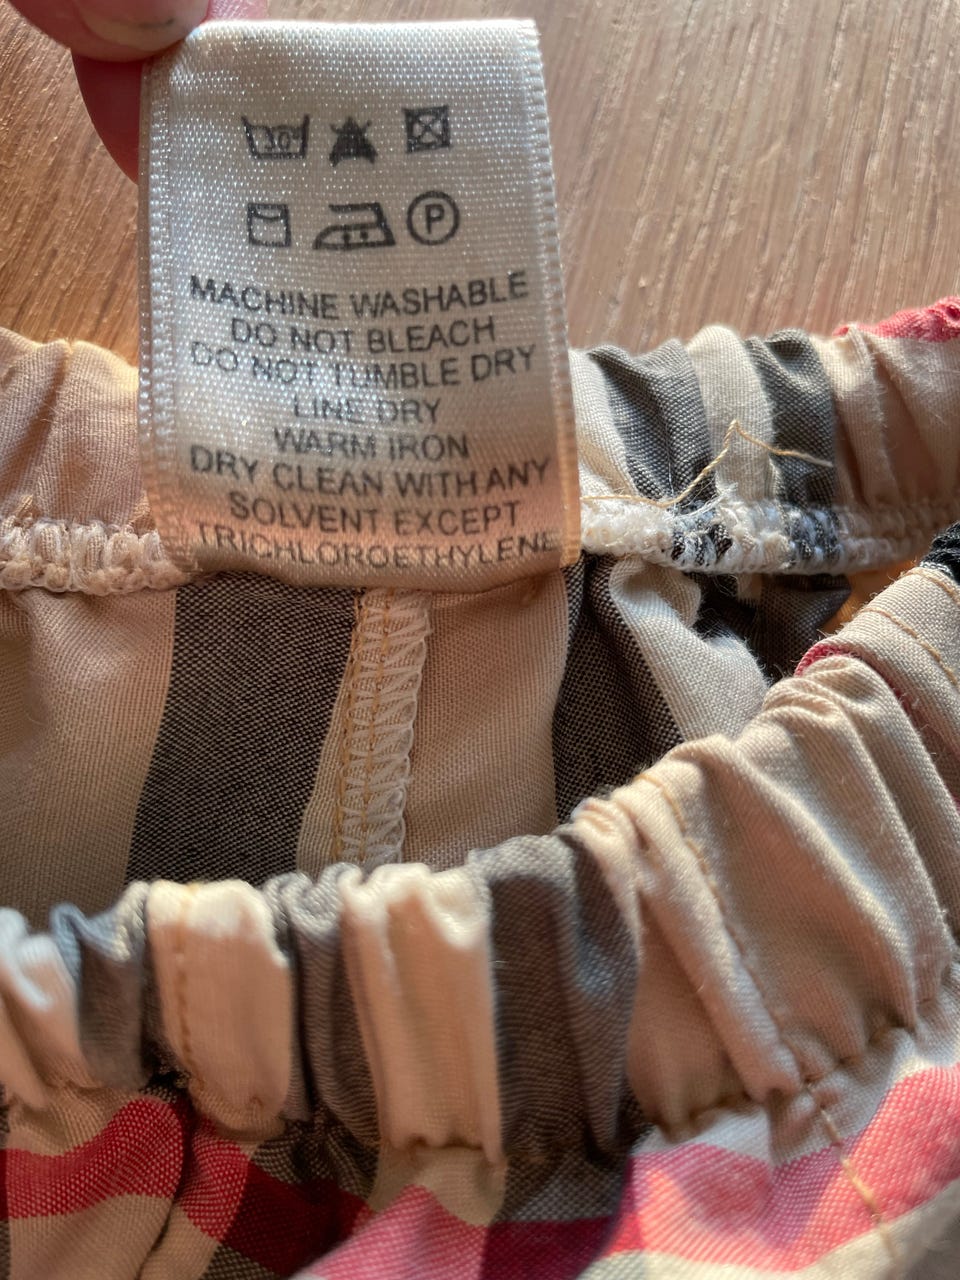 30
P
MACHINE WASHABLE
DO NOT BLEACH
DO NOT TUMBLE DRY
LINE DRY
WARM IRON
DRY CLEAN WITH ANY
SOLVENT EXCEPT
TRICHLOROETHYLENE